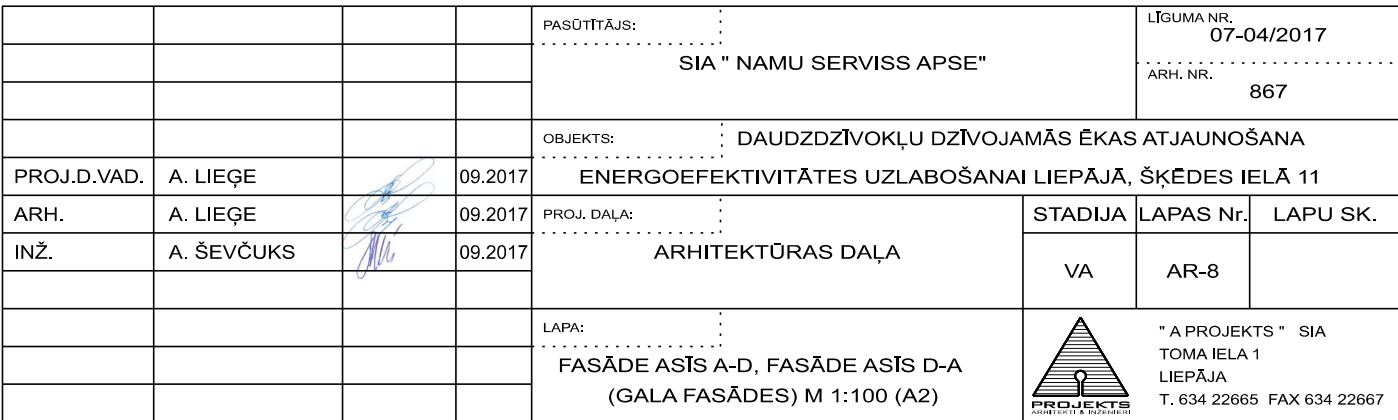 PASŪTĪTĀJS:
SIA " NAMU SERVISS APSE"
LĪGUMA NR.
07-04/2017
ARH. NR.
867
OBJEKTS: DAUDZDZĪVOKĻU DZĪVOJAMĀS ĒKAS ATJAUNOŠANA
ENERGOEFEKTIVITĀTES UZLABOŠANAI LIEPĀJĀ, ŠĶĒDES IELĀ 11
PROJ.D.VAD. A. LIEĢE 09.2017
ARH. A. LIEĢE 09.2017
INŽ. A. ŠEVČUKS 09.2017
PROJ. DAĻA:
ARHITEKTŪRAS DAĻA
STADIJA LAPAS Nr. LAPU SK.
VA AR-8
LAPA:
FASĀDE ASĪS A-D, FASĀDE ASĪS D-A
(GALA FASĀDES) M 1:100 (A2)
PROJEKTS
ARHITEKTI & INŽENIERI
" A PROJEKTS " SIA
TOMA IELA 1
LIEPĀJA
T. 634 22665 FAX 634 22667